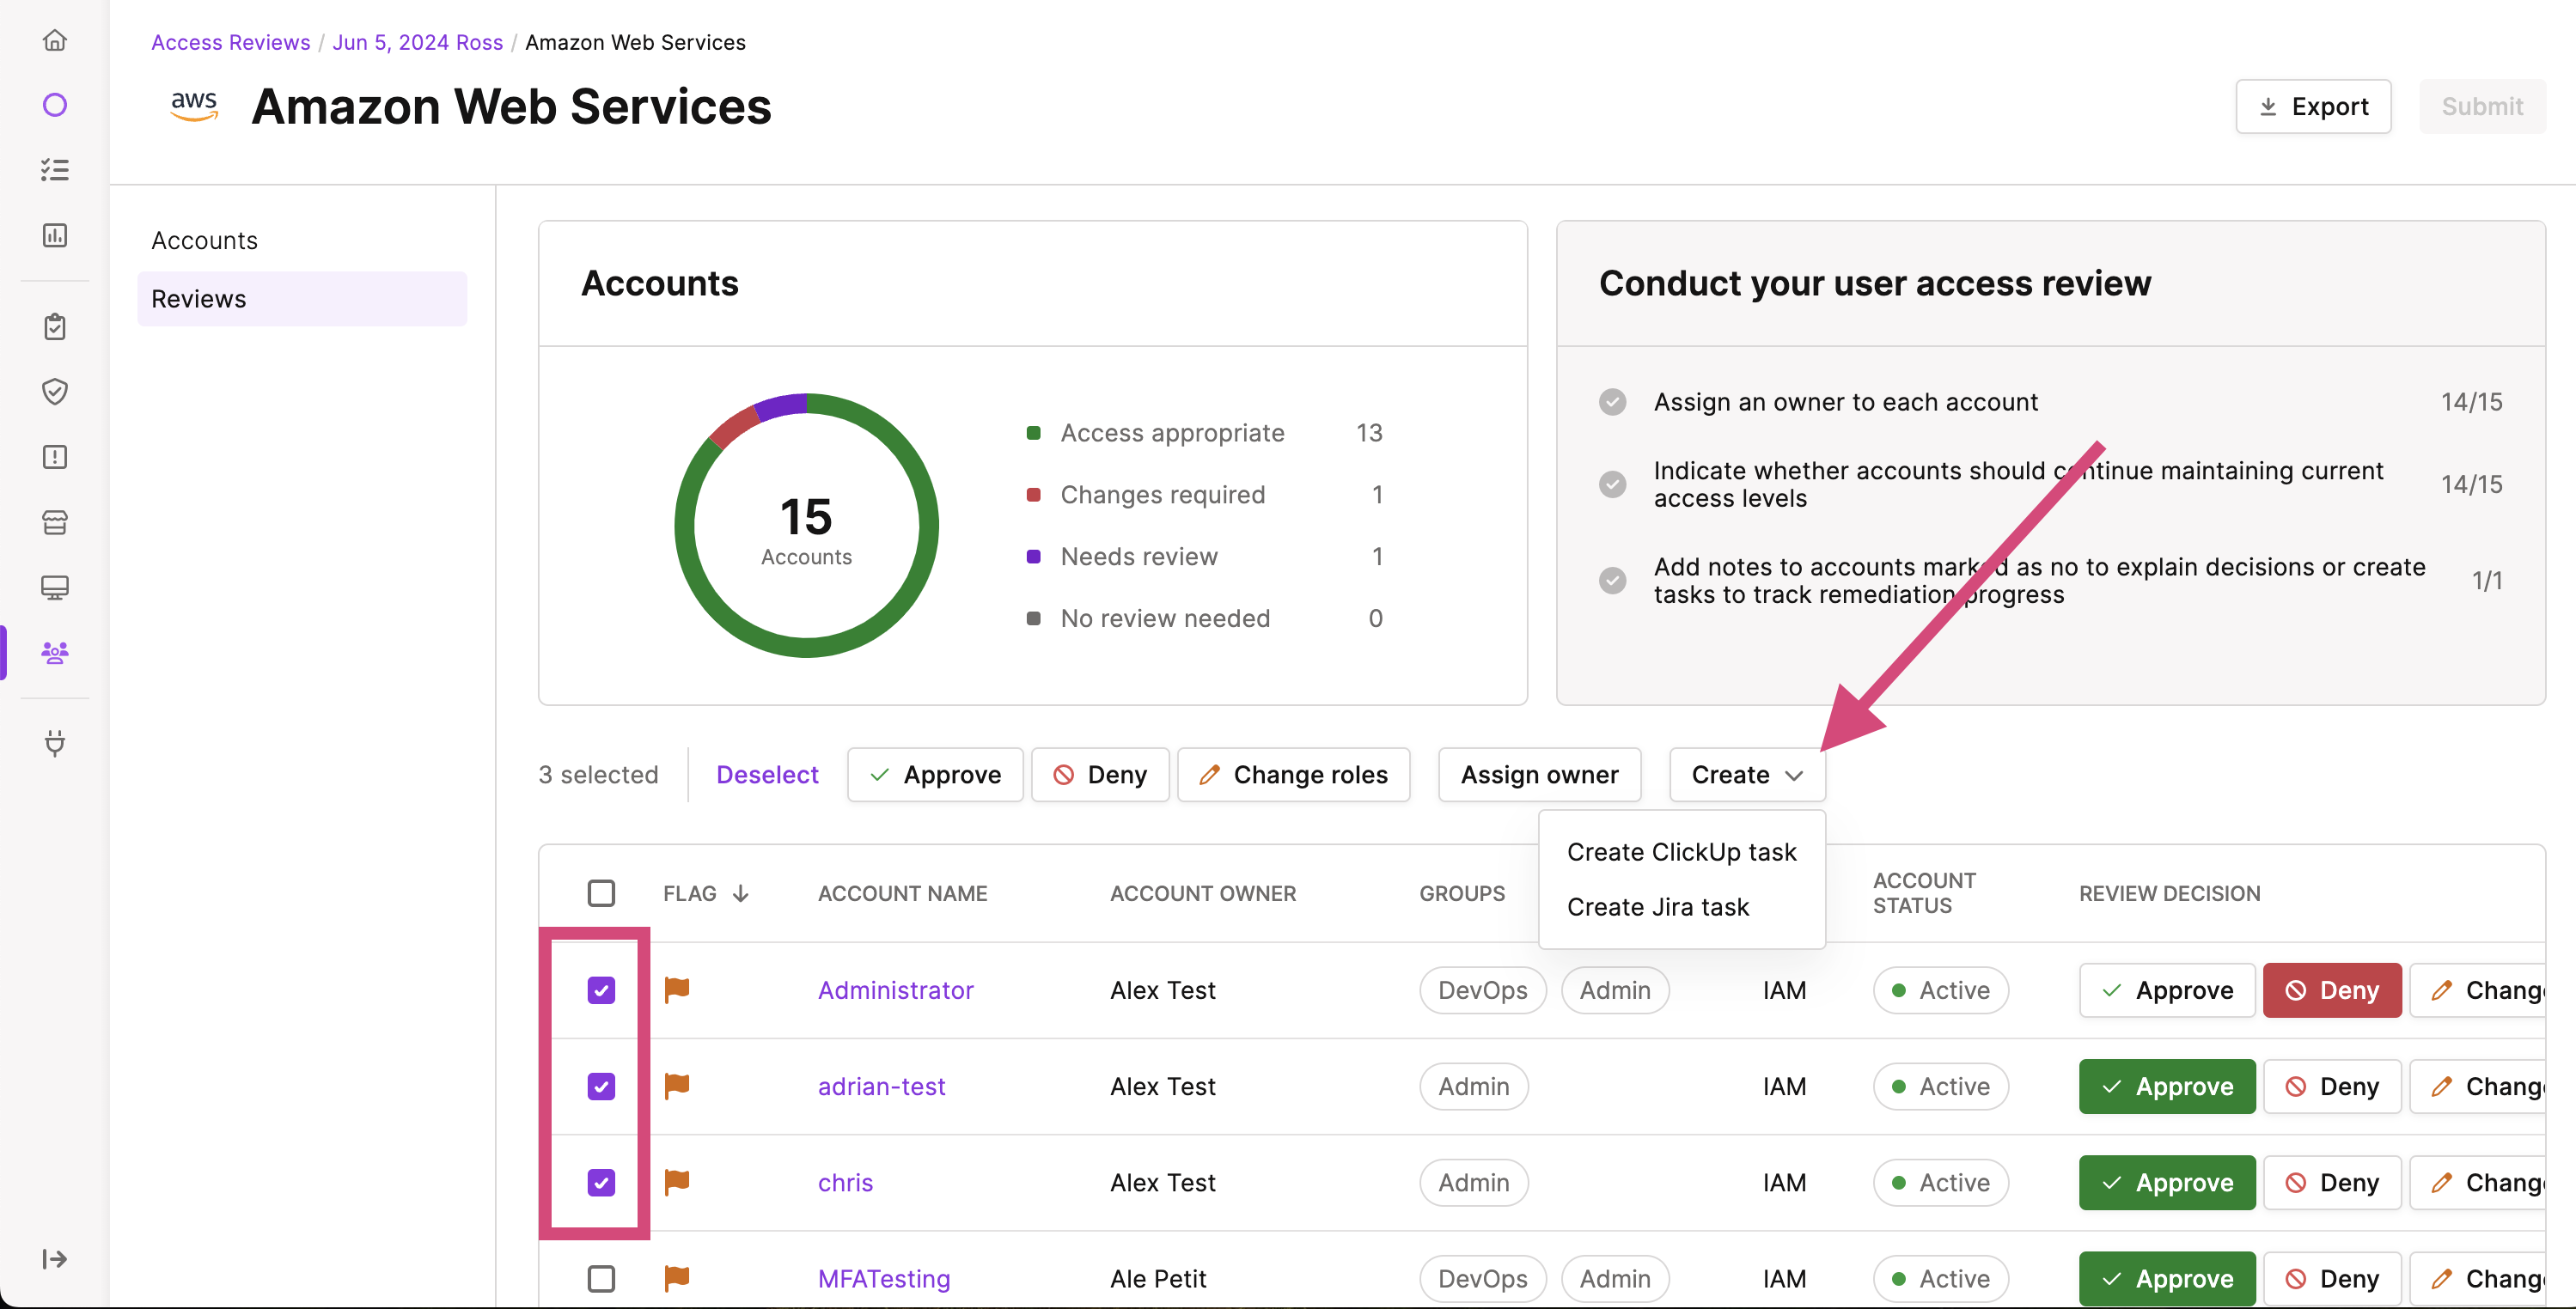 Access Reviews / Jun 5, 2024 Ross / Amazon Web Services
aws
Amazon Web Services
Export
Submit
Accounts
Reviews
Accounts
15
Accounts
Access appropriate 13
Changes required 1
Needs review 1
No review needed 0
Conduct your user access review
Assign an owner to each account 14/15
Indicate whether accounts should continue maintaining current
access levels
14/15
Add notes to accounts marked as no to explain decisions or create
tasks to track remediation progress
1/1
3 selected
Deselect
Approve
Deny
Change roles
Assign owner
Create
Create ClickUp task
Create Jira task
FLAG ACCOUNT NAME ACCOUNT OWNER GROUPS ACCOUNT STATUS REVIEW DECISION
Administrator Alex Test DevOps Admin IAM Active Approve Deny Chang
adrian-test Alex Test Admin IAM Active Approve Deny Chang
chris Alex Test Admin IAM Active Approve Deny Chang
MFATesting Ale Petit DevOps Admin IAM Active Approve Deny Chang